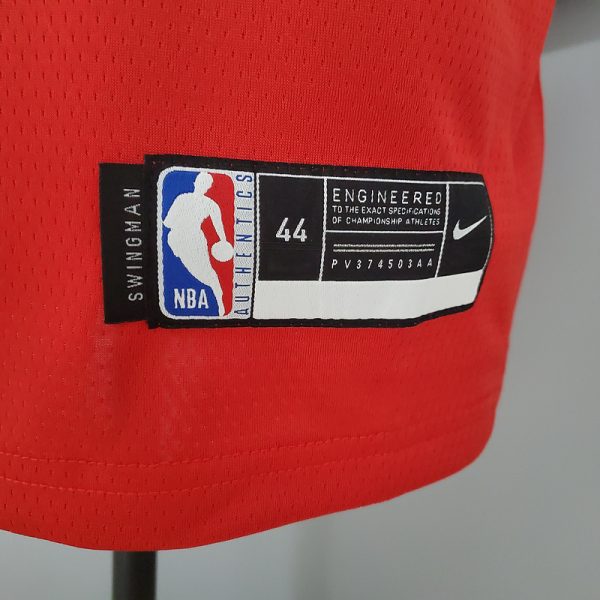 SWINGMAN
NBA
AUTHENTICS
44
ENGINEERED
TO THE EXACT SPECIFICATIONS
OF CHAMPIONSHIP ATHLETES
PV374503AA